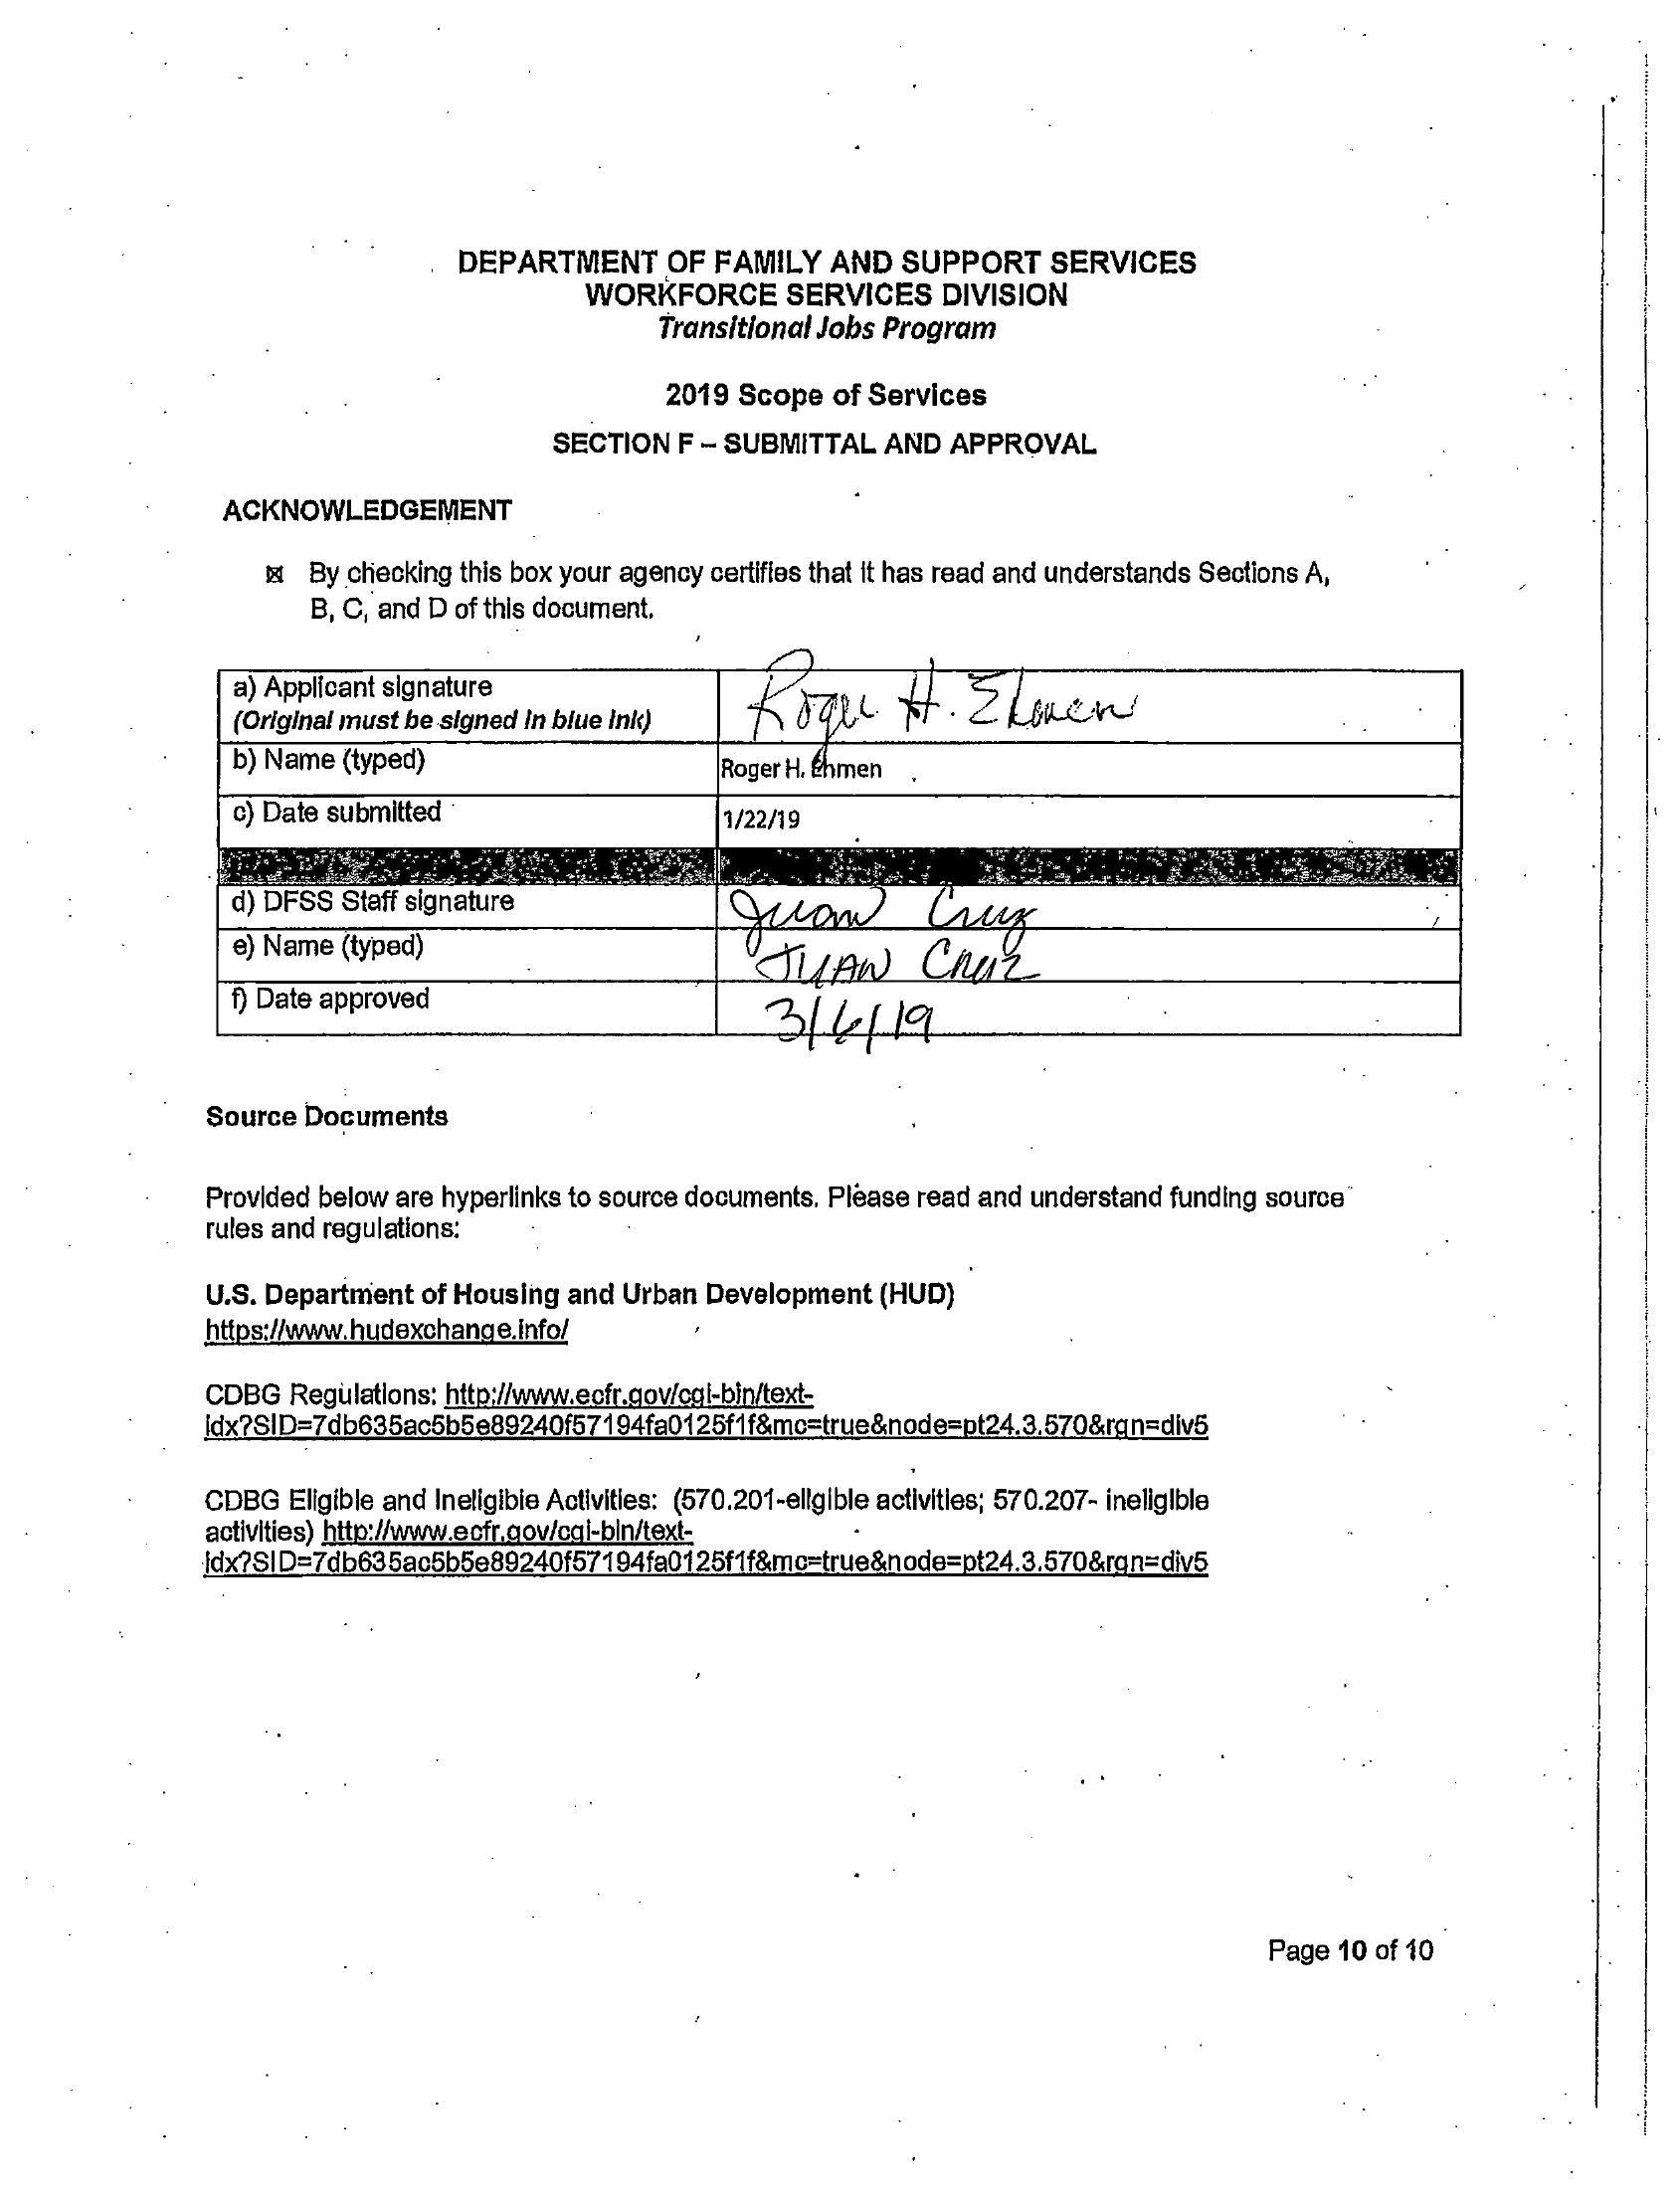 DEPARTMENT OF FAMILY AND SUPPORT SERVICES
WORKFORCE SERVICES DIVISION
Transitional Jobs Program
2019 Scope of Services
SECTION F – SUBMITTAL AND APPROVAL
ACKNOWLEDGEMENT
☒ By checking this box your agency certifies that it has read and understands Sections A,
B, C, and D of this document.
a) Applicant signature
(Original must be signed in blue ink)
Roger H. Ehmen
b) Name (typed)
Roger H. Ehmen
c) Date submitted
1/22/19
d) DFSS Staff signature
Juan Cruz
e) Name (typed)
JUAN CRUZ
f) Date approved
3/6/19
Source Documents
Provided below are hyperlinks to source documents. Please read and understand funding source
rules and regulations:
U.S. Department of Housing and Urban Development (HUD)
https://www.hudexchange.info/
CDBG Regulations: http://www.ecfr.gov/cgi-bin/text-
idx?SID=7db635ac5b5e89240f57194fa0125f1f&mc=true&node=pt24.3.570&rgn=div5
CDBG Eligible and Ineligible Activities: (570.201-eligible activities; 570.207- ineligible
activities) http://www.ecfr.gov/cgi-bin/text-
idx?SID=7db635ac5b5e89240f57194fa0125f1f&mc=true&node=pt24.3.570&rgn=div5
Page 10 of 10